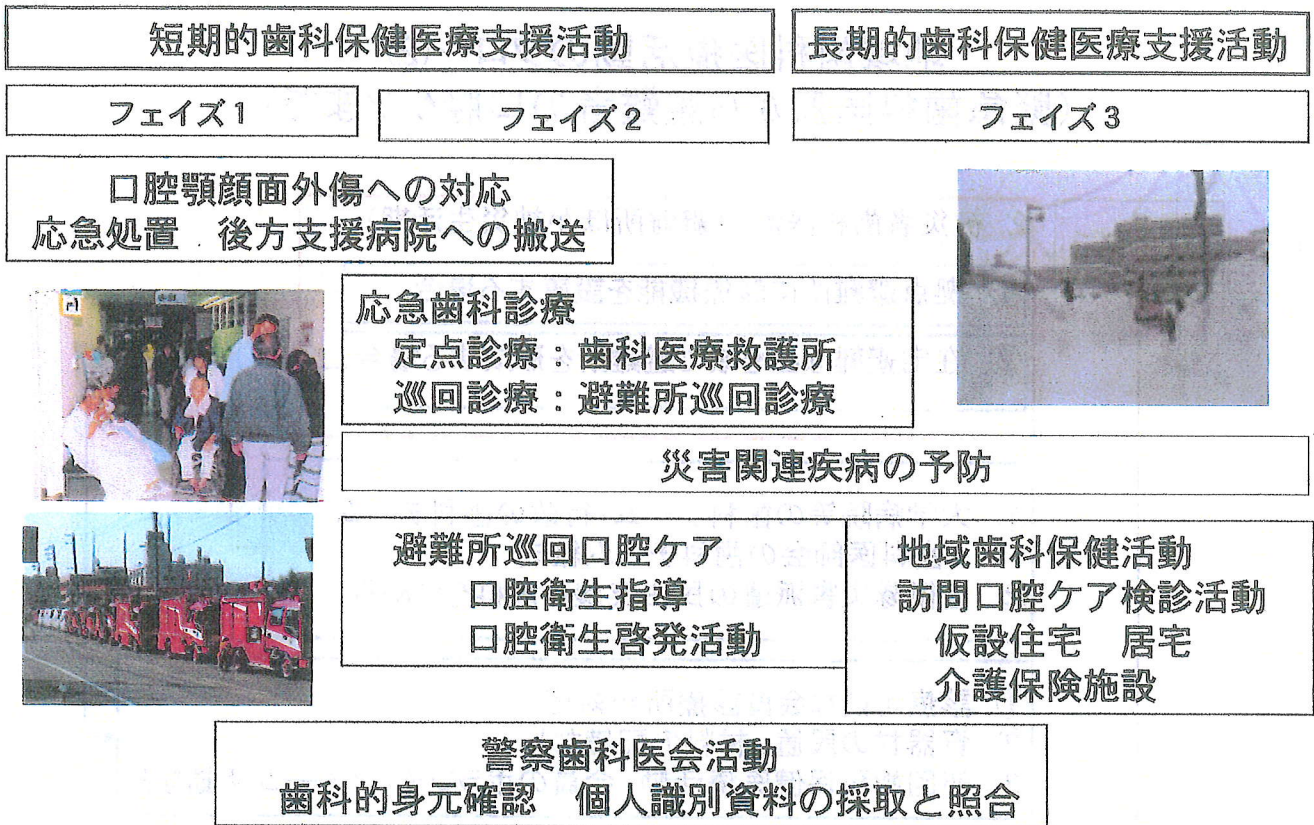 短期的歯科保健医療支援活動
長期的歯科保健医療支援活動
フェイズ1
フェイズ2
フェイズ3
口腔顎顔面外傷への対応
応急処置 後方支援病院への搬送
応急歯科診療
定点診療：歯科医療救護所
巡回診療：避難所巡回診療
災害関連疾病の予防
避難所巡回口腔ケア
口腔衛生指導
口腔衛生啓発活動
地域歯科保健活動
訪問口腔ケア検診活動
仮設住宅 居宅
介護保険施設
警察歯科医会活動
歯科的身元確認 個人識別資料の採取と照合